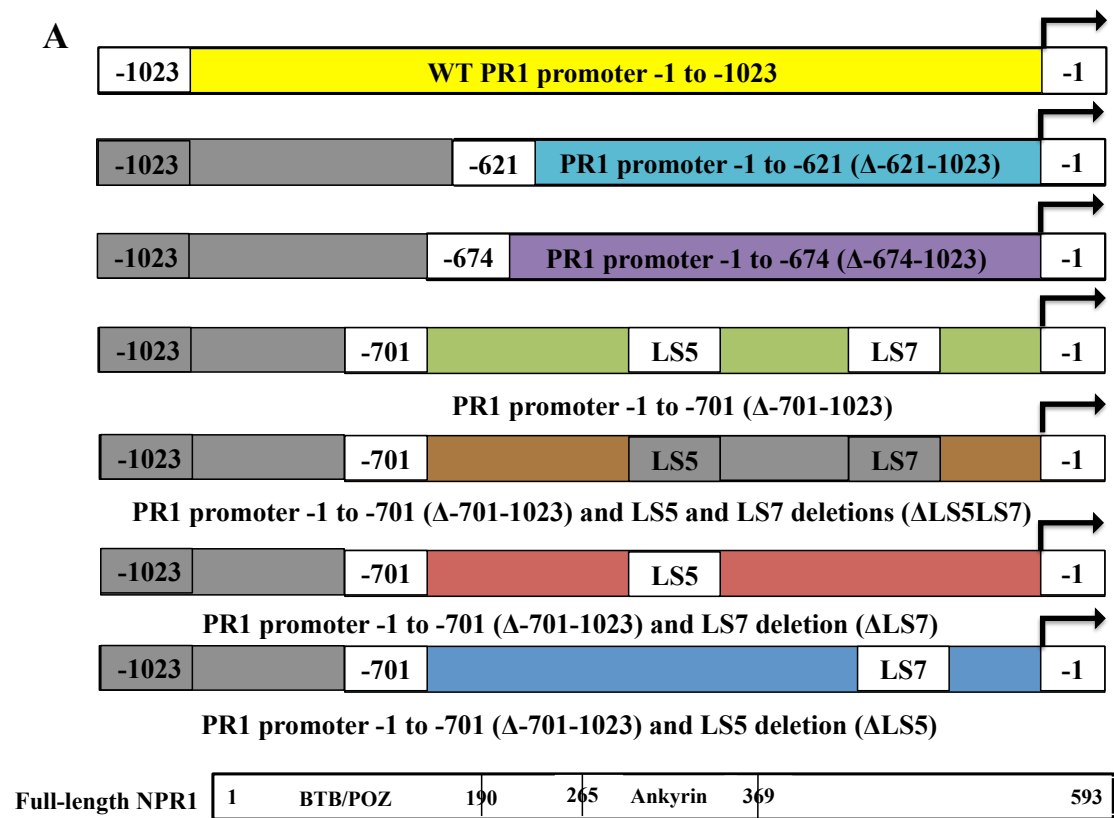 A
-1023 WT PR1 promoter -1 to -1023 -1
-1023 -621 PR1 promoter -1 to -621 (Δ-621-1023) -1
-1023 -674 PR1 promoter -1 to -674 (Δ-674-1023) -1
-1023 -701 LS5 LS7 -1
PR1 promoter -1 to -701 (Δ-701-1023)
-1023 -701 LS5 LS7 -1
PR1 promoter -1 to -701 (Δ-701-1023) and LS5 and LS7 deletions (ΔLS5LS7)
-1023 -701 LS5 -1
PR1 promoter -1 to -701 (Δ-701-1023) and LS7 deletion (ΔLS7)
-1023 -701 LS7 -1
PR1 promoter -1 to -701 (Δ-701-1023) and LS5 deletion (ΔLS5)
Full-length NPR1 1 BTB/POZ 190 265 Ankyrin 369 593